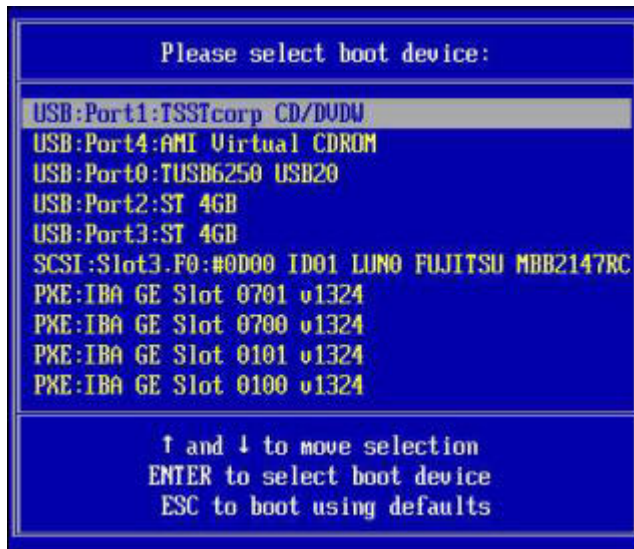 Please select boot device:
USB:Port1:TSSTcorp CD/DVDW
USB:Port4:AMI Virtual CDROM
USB:Port0:TUSB6250 USB20
USB:Port2:ST 4GB
USB:Port3:ST 4GB
SCSI:Slot3.F0:#0D00 ID01 LUN0 FUJITSU MBB2147RC
PXE:IBA GE Slot 0701 v1324
PXE:IBA GE Slot 0700 v1324
PXE:IBA GE Slot 0101 v1324
PXE:IBA GE Slot 0100 v1324
↑ and ↓ to move selection
ENTER to select boot device
ESC to boot using defaults